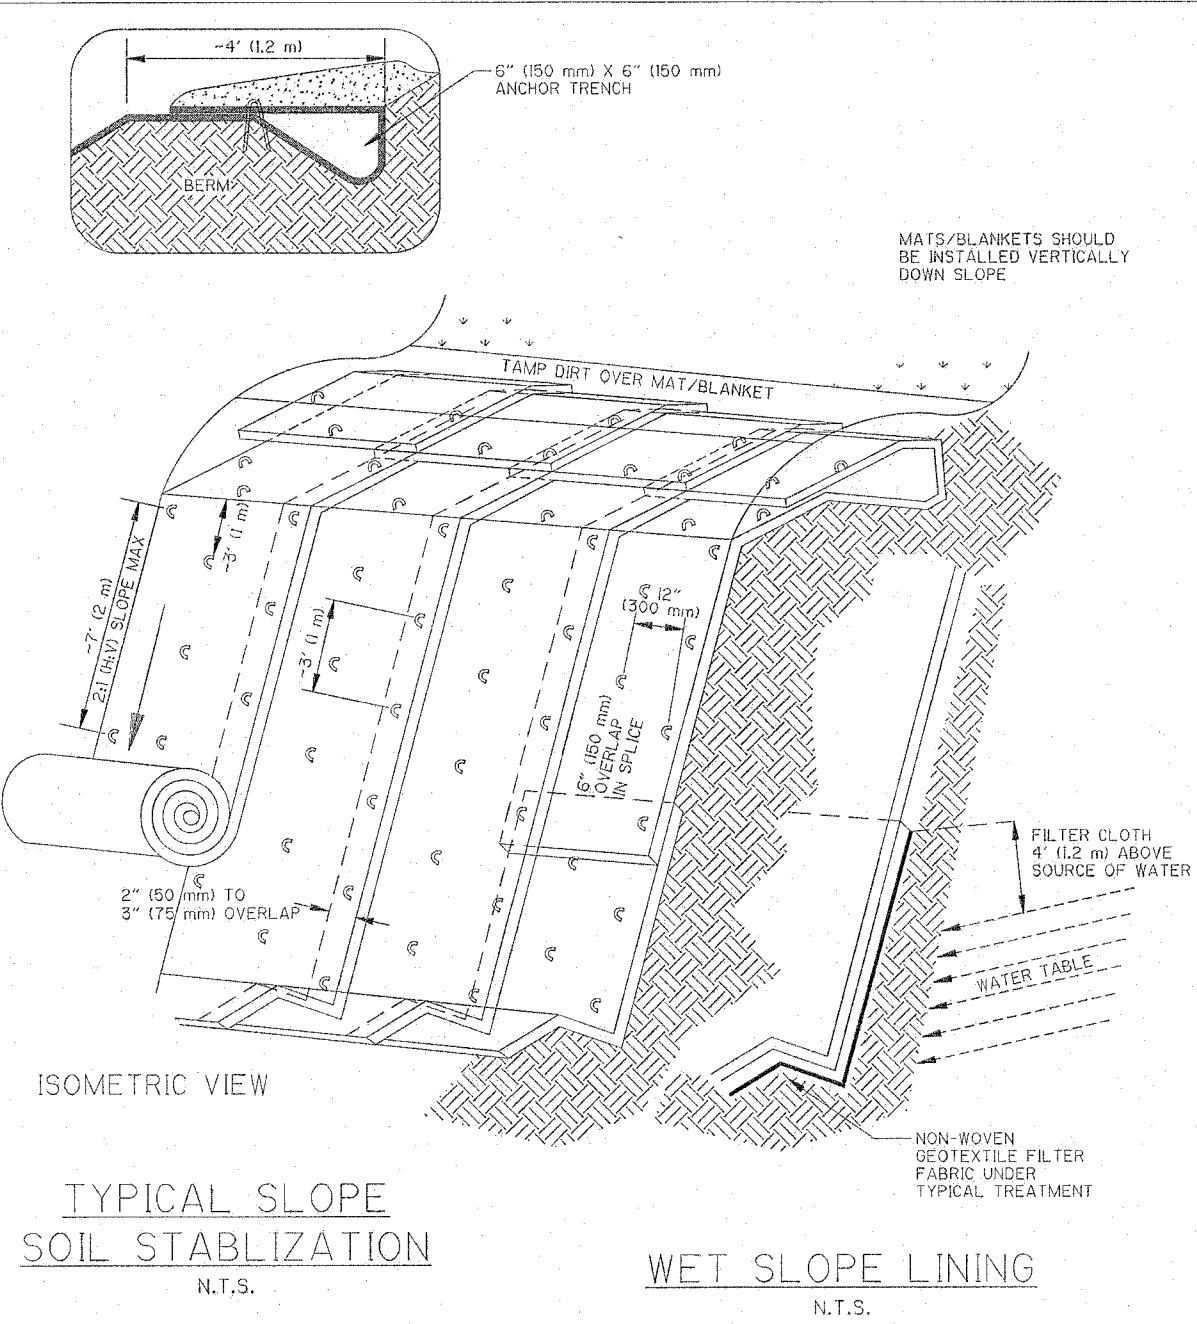 ~4' (1.2 m)
6" (150 mm) X 6" (150 mm)
ANCHOR TRENCH
BERM
MATS/BLANKETS SHOULD
BE INSTALLED VERTICALLY
DOWN SLOPE
TAMP DIRT OVER MAT/BLANKET
~3' (1 m)
~7' (2 m)
2:1 (H:V) SLOPE MAX
~3' (1 m)
12"
(300 mm)
6" (150 mm)
OVERLAP
IN SPLICE
2" (50 mm) TO
3" (75 mm) OVERLAP
FILTER CLOTH
4' (1.2 m) ABOVE
SOURCE OF WATER
WATER TABLE
ISOMETRIC VIEW
NON-WOVEN
GEOTEXTILE FILTER
FABRIC UNDER
TYPICAL TREATMENT
TYPICAL SLOPE
SOIL STABLIZATION
N.T.S.
WET SLOPE LINING
N.T.S.